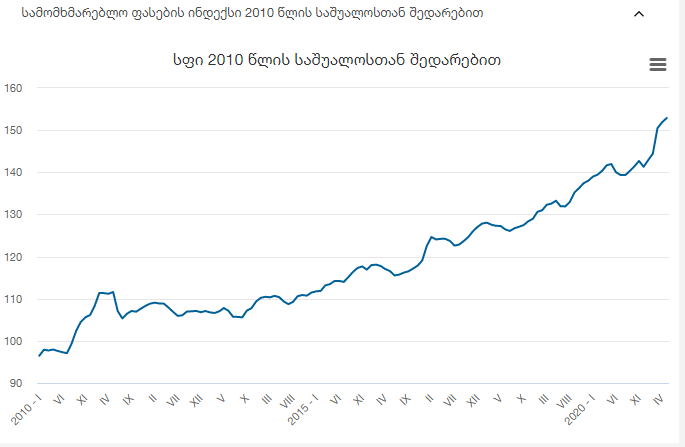 სამომხმარებლო ფასების ინდექსი 2010 წლის საშუალოსთან შედარებით
სფი 2010 წლის საშუალოსთან შედარებით
160
150
140
130
120
110
100
90
2010 - I
VI
XI
IV
IX
II
VII
XII
V
X
III
VIII
2015 - I
VI
XI
IV
IX
II
VII
XII
V
X
III
VIII
2020 - I
VI
XI
IV